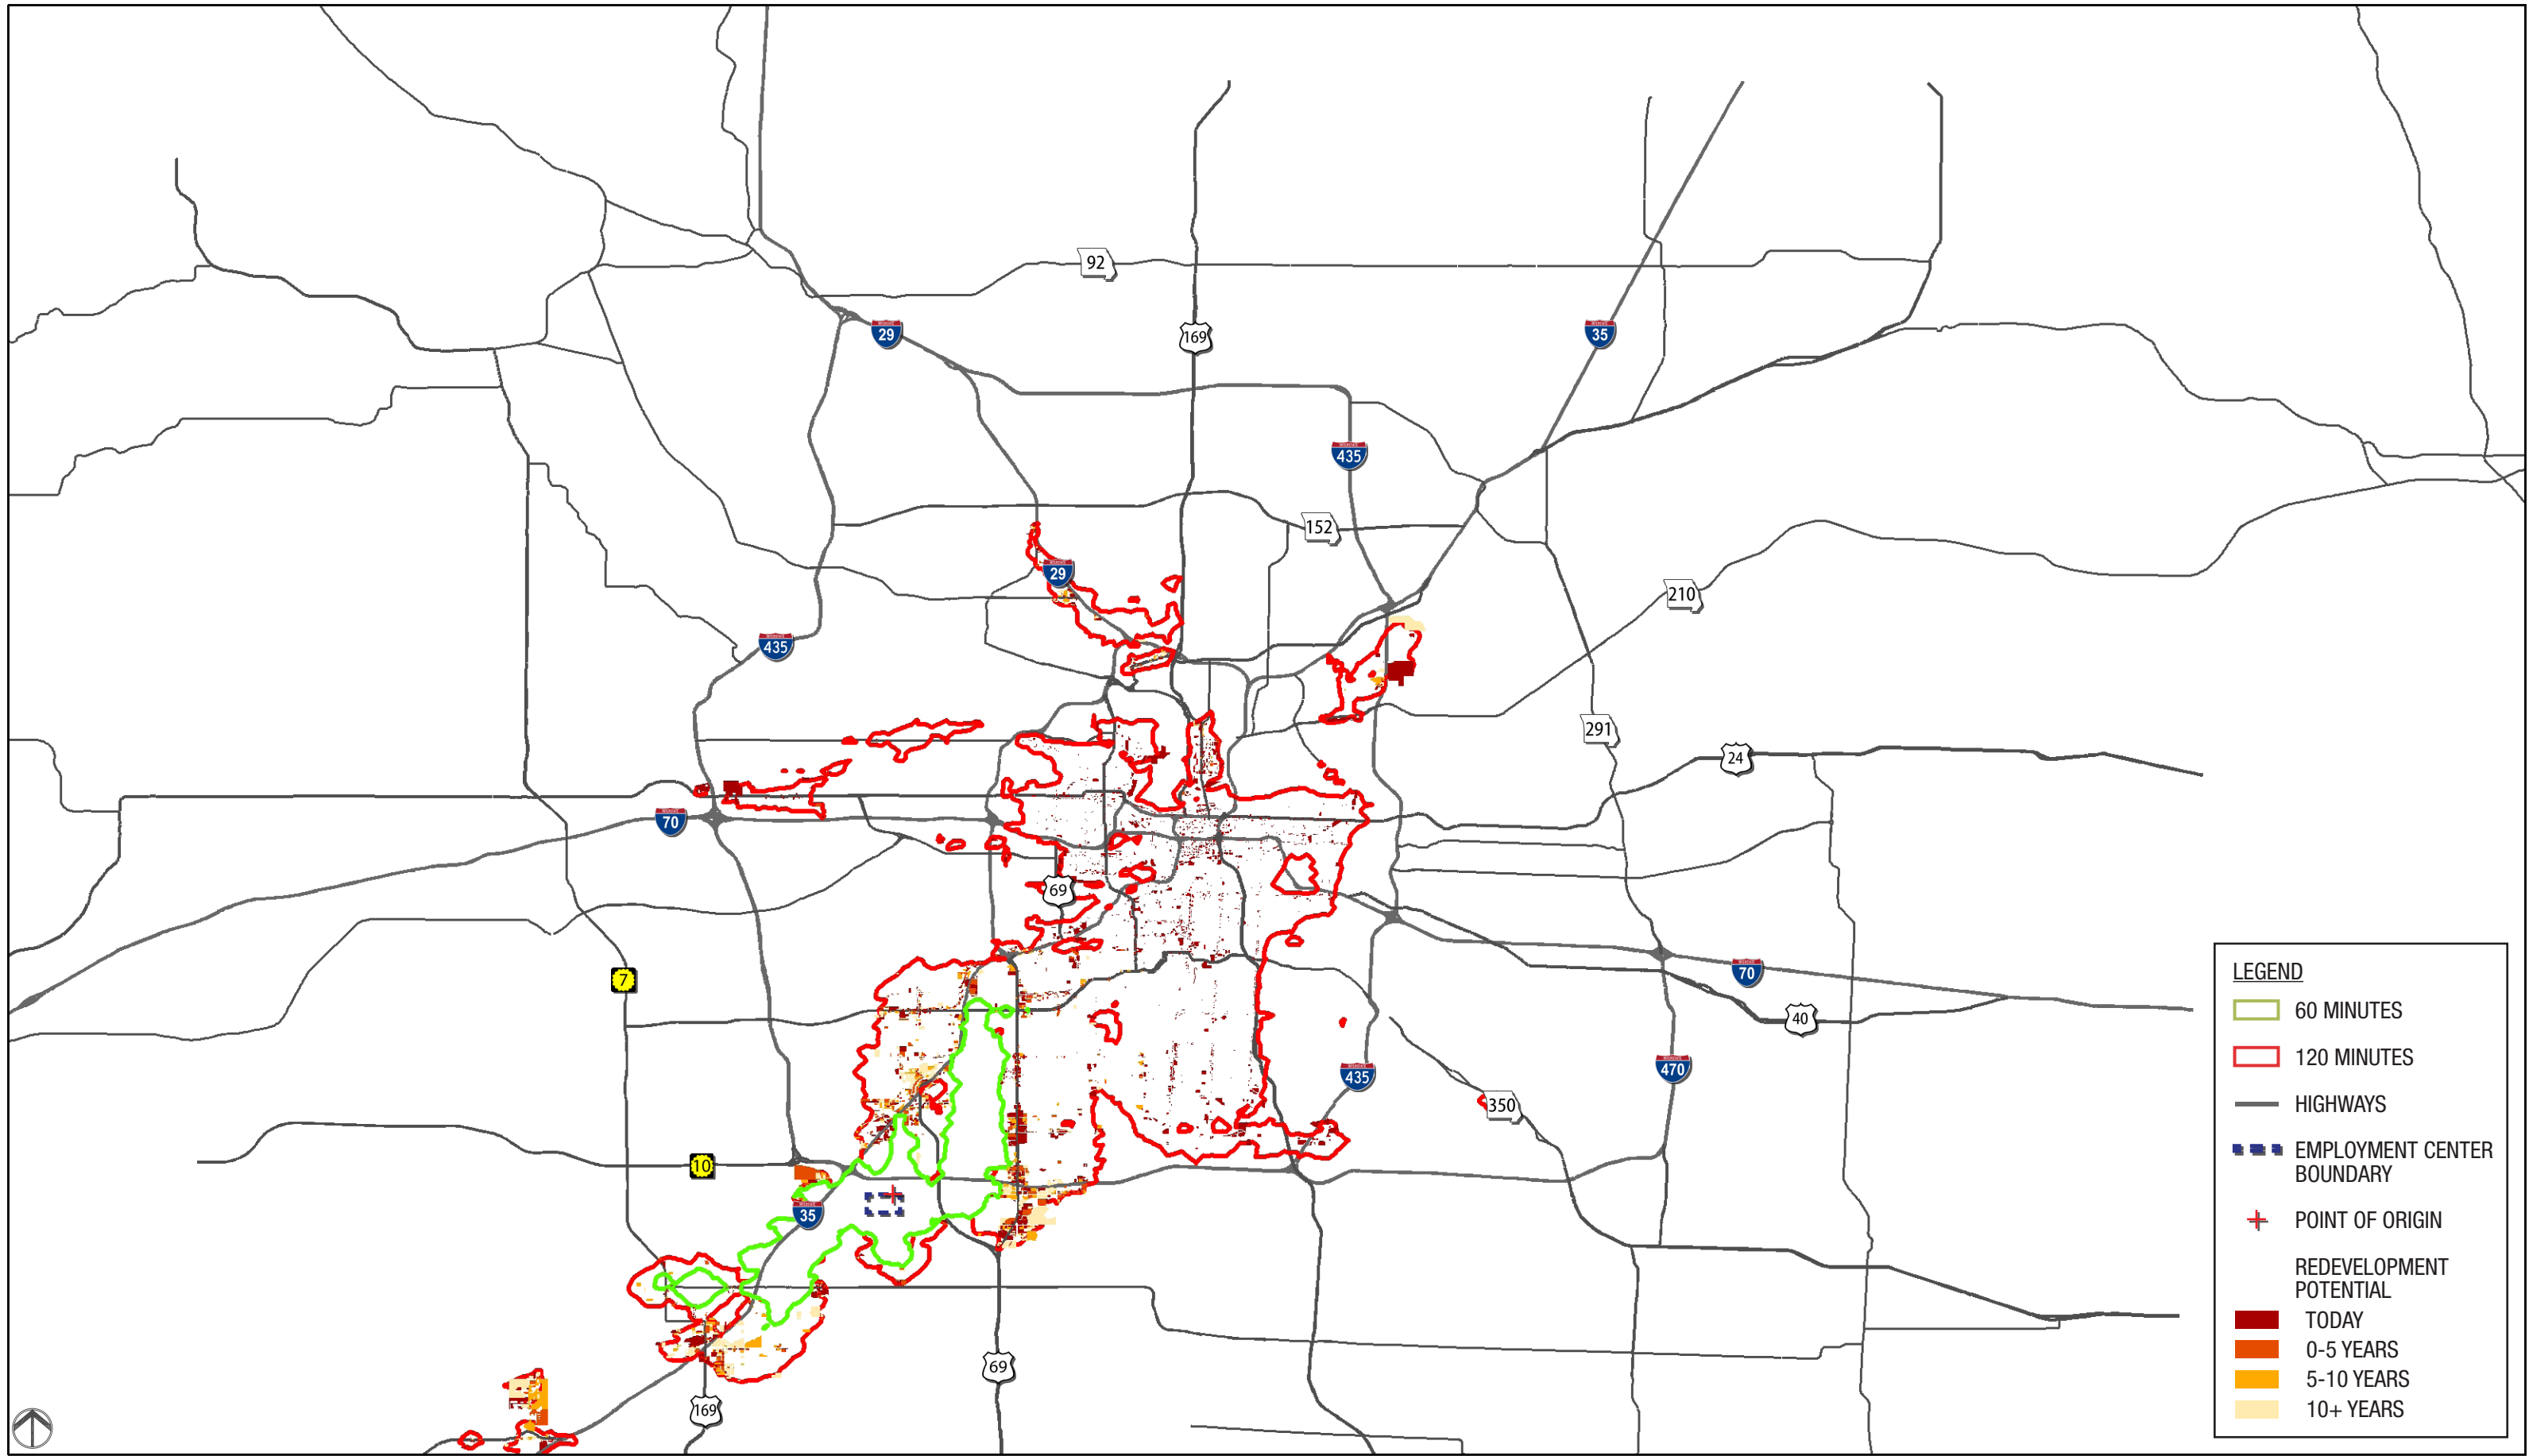 92
29
169
35
435
152
29
210
435
291
24
70
69
7
70
40
435
470
350
10
35
69
169
LEGEND
60 MINUTES
120 MINUTES
HIGHWAYS
EMPLOYMENT CENTER
BOUNDARY
POINT OF ORIGIN
REDEVELOPMENT
POTENTIAL
TODAY
0-5 YEARS
5-10 YEARS
10+ YEARS